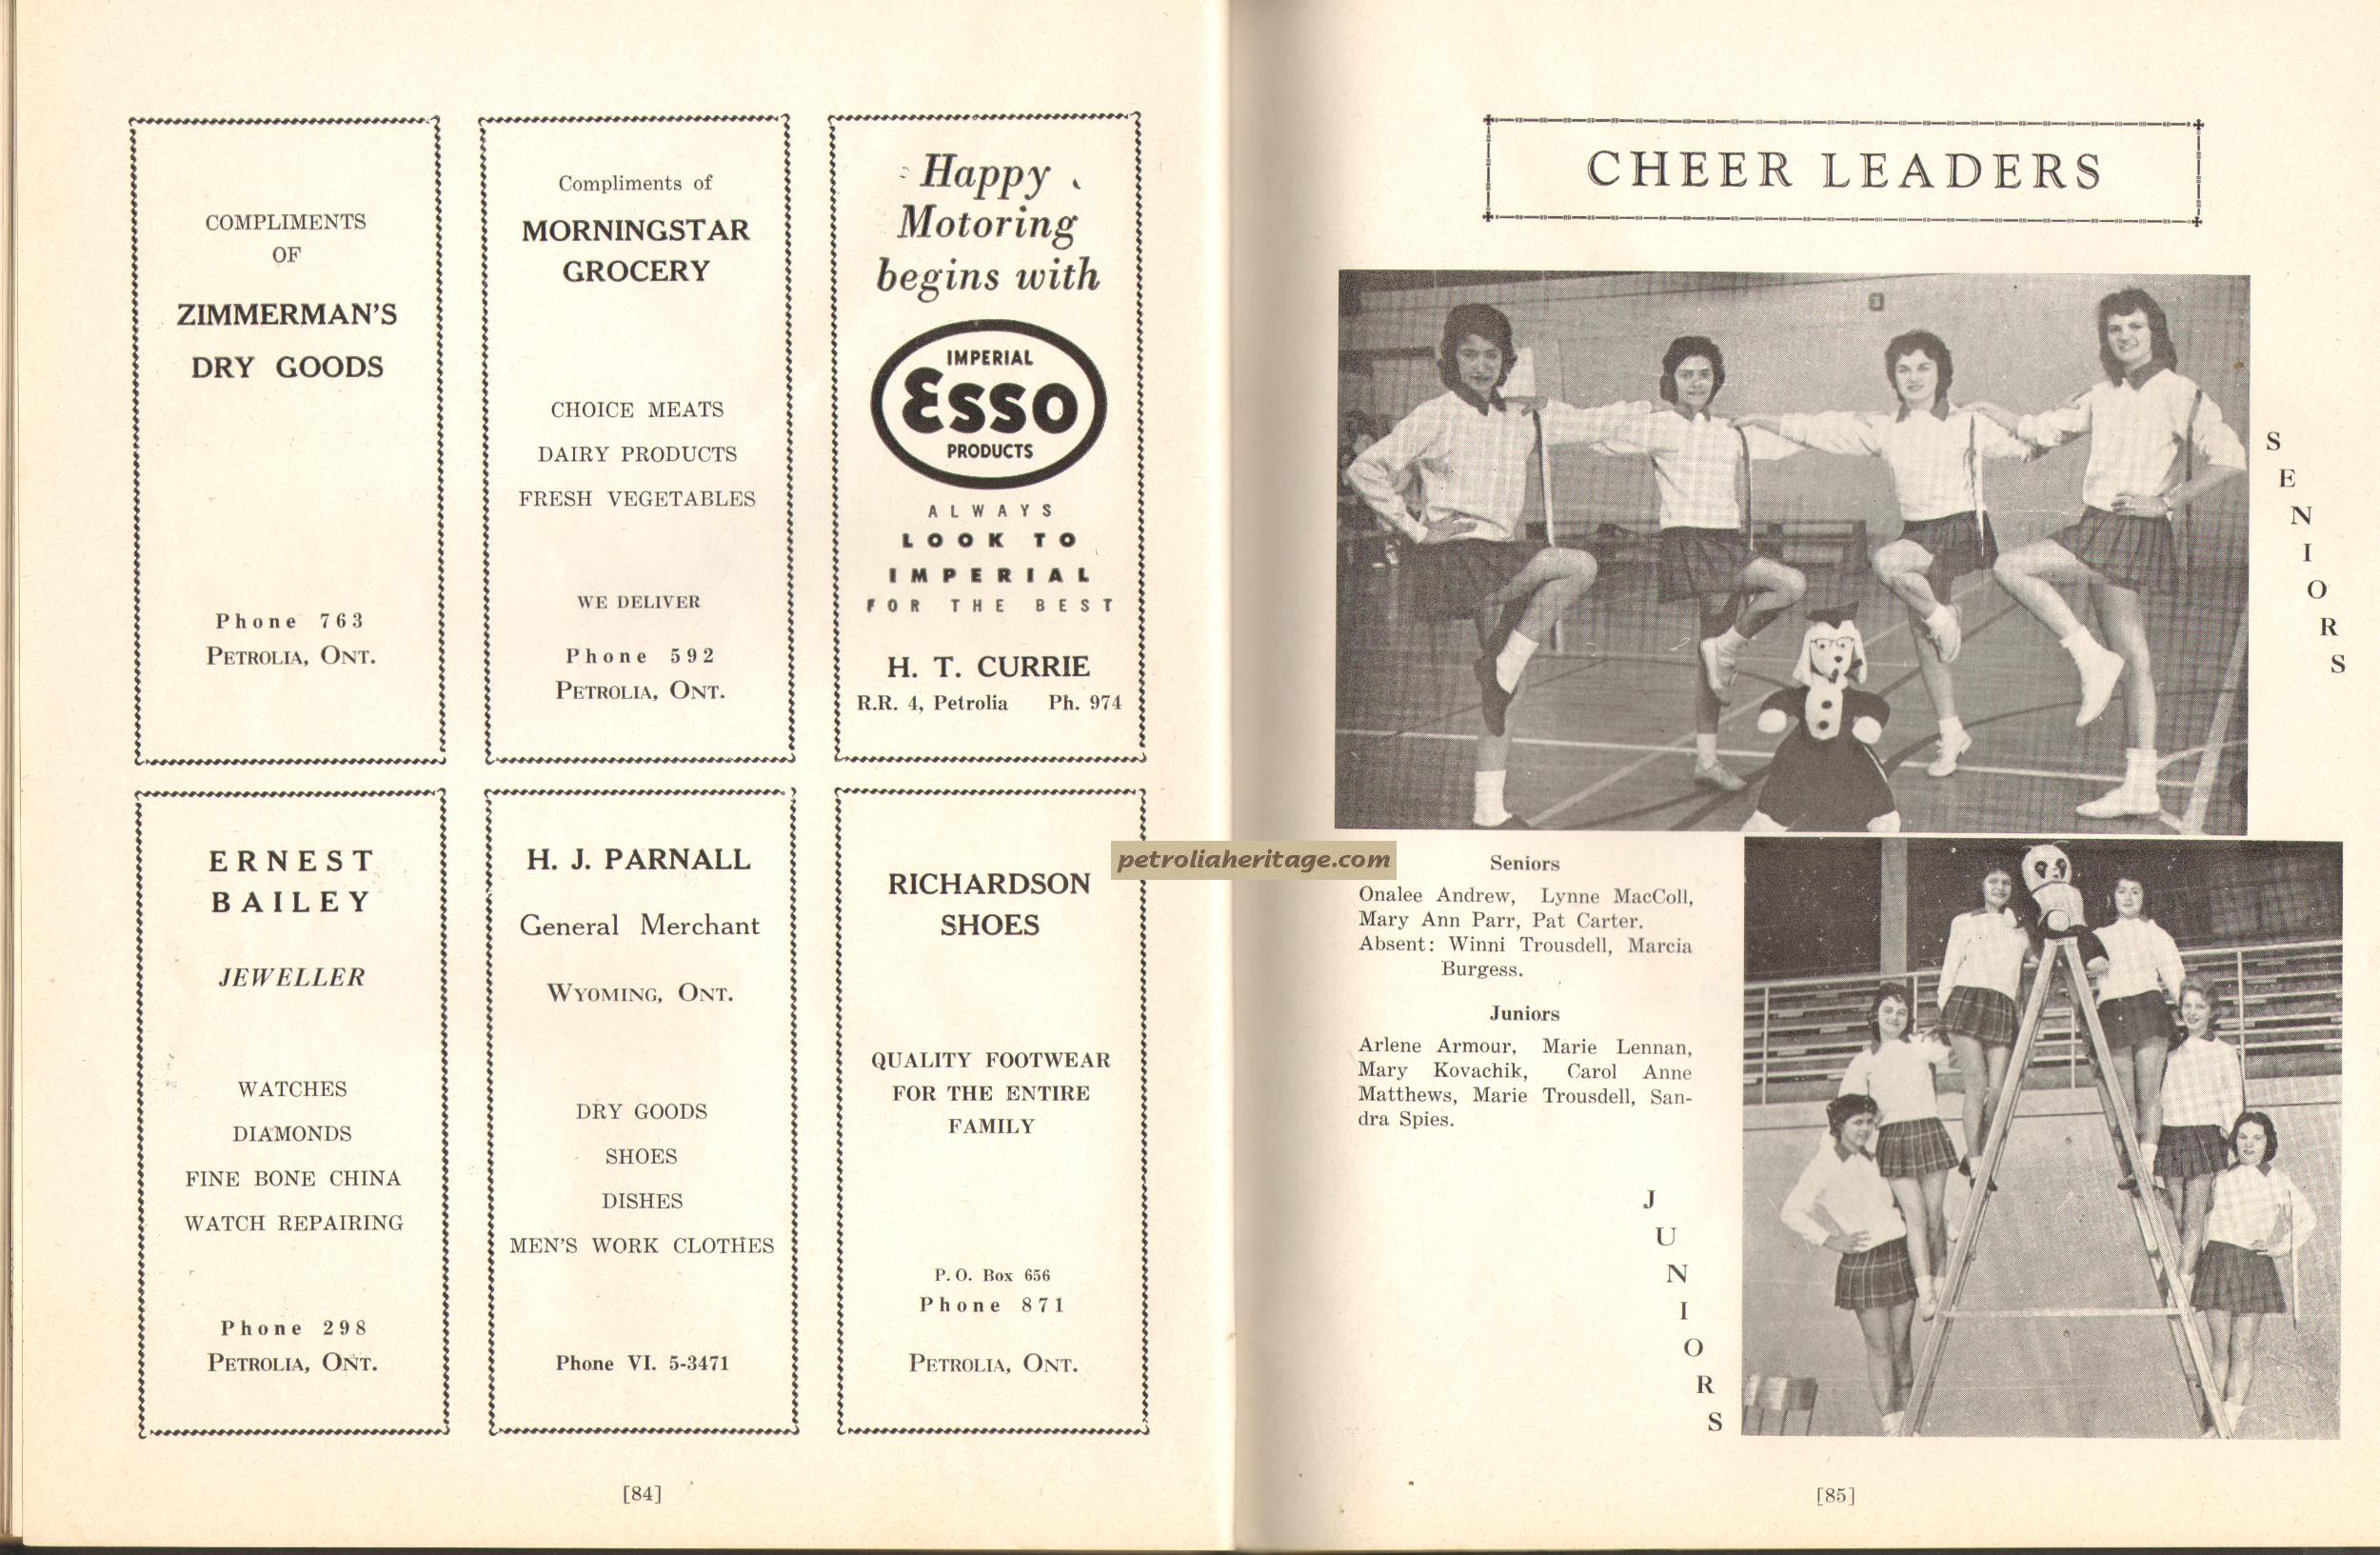 COMPLIMENTS
OF
ZIMMERMAN'S
DRY GOODS
Phone 763
PETROLIA, ONT.
Compliments of
MORNINGSTAR
GROCERY
CHOICE MEATS
DAIRY PRODUCTS
FRESH VEGETABLES
WE DELIVER
Phone 592
PETROLIA, ONT.
Happy
Motoring
begins with
IMPERIAL
Esso
PRODUCTS
ALWAYS
LOOK TO
IMPERIAL
FOR THE BEST
H. T. CURRIE
R.R. 4, Petrolia Ph. 974
ERNEST
BAILEY
JEWELLER
WATCHES
DIAMONDS
FINE BONE CHINA
WATCH REPAIRING
Phone 298
PETROLIA, ONT.
H. J. PARNALL
General Merchant
WYOMING, ONT.
DRY GOODS
SHOES
DISHES
MEN'S WORK CLOTHES
Phone VI. 5-3471
RICHARDSON
SHOES
QUALITY FOOTWEAR
FOR THE ENTIRE
FAMILY
P. O. Box 656
Phone 871
PETROLIA, ONT.
[84]
petroliaheritage.com
CHEER LEADERS
SENIORS
Seniors
Onalee Andrew, Lynne MacColl,
Mary Ann Parr, Pat Carter.
Absent: Winni Trousdell, Marcia
Burgess.
Juniors
Arlene Armour, Marie Lennan,
Mary Kovachik, Carol Anne
Matthews, Marie Trousdell, San-
dra Spies.
JUNIORS
[85]